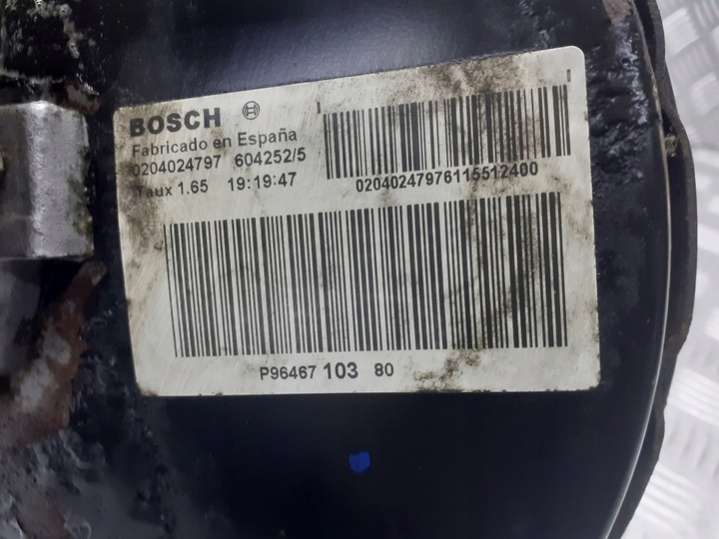 BOSCH
Fabricado en España
0204024797 604252/5
Taux 1.65 19:19:47
02040247976115512400
P96467 103 80